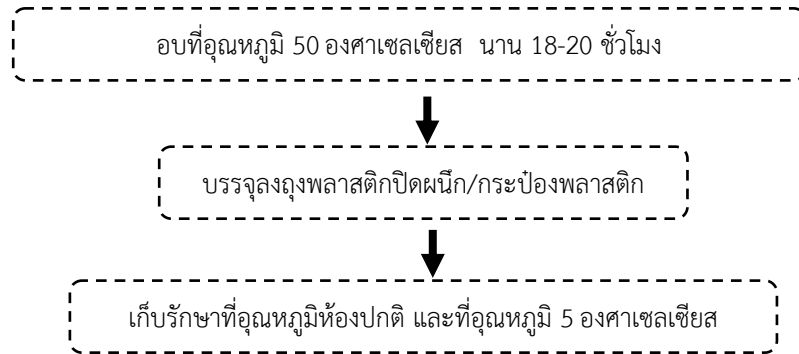 อบที่อุณหภูมิ 50 องศาเซลเซียส นาน 18-20 ชั่วโมง
บรรจุลงถุงพลาสติกปิดผนึก/กระป๋องพลาสติก
เก็บรักษาที่อุณหภูมิห้องปกติ และที่อุณหภูมิ 5 องศาเซลเซียส